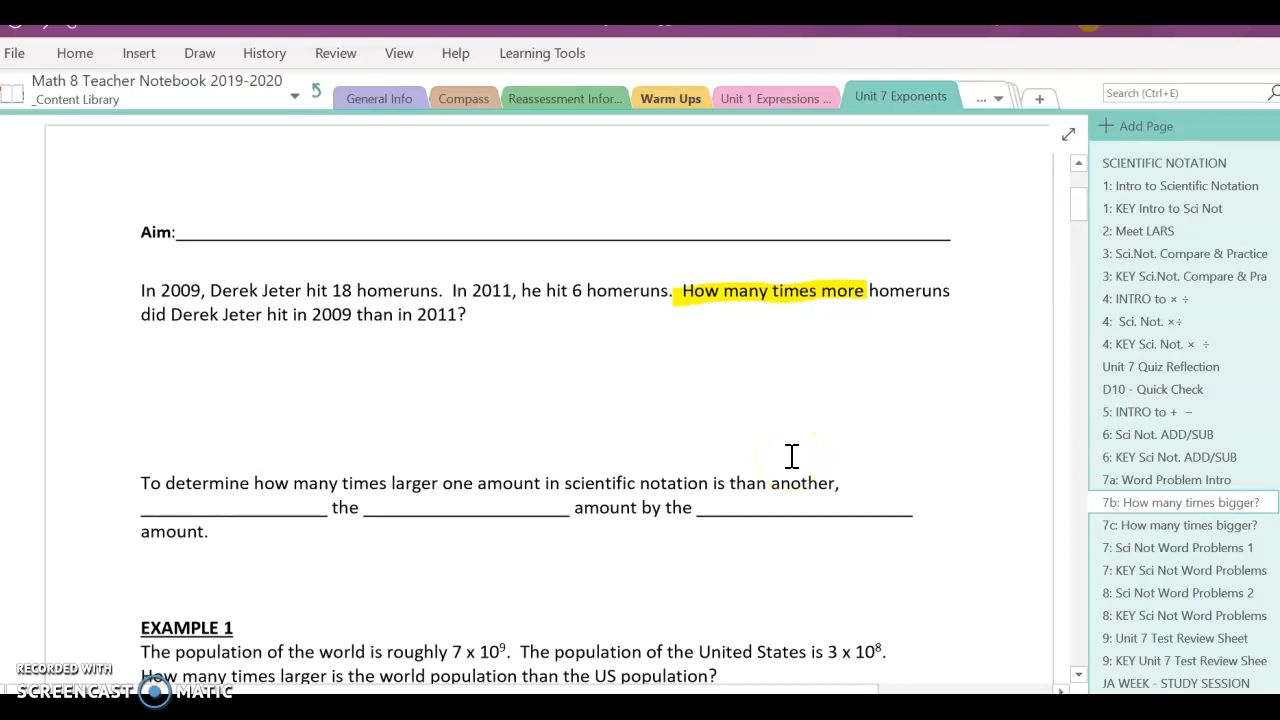 File Home Insert Draw History Review View Help Learning Tools
Math 8 Teacher Notebook 2019-2020
_Content Library
General Info Compass Reassessment Infor... Warm Ups Unit 1 Expressions ... Unit 7 Exponents ... +
Search (Ctrl+E)
Aim:
In 2009, Derek Jeter hit 18 homeruns. In 2011, he hit 6 homeruns. How many times more homeruns
did Derek Jeter hit in 2009 than in 2011?
To determine how many times larger one amount in scientific notation is than another,
____________________ the ______________________ amount by the ______________________
amount.
EXAMPLE 1
The population of the world is roughly 7 x 10⁹. The population of the United States is 3 x 10⁸.
How many times larger is the world population than the US population?
+ Add Page
SCIENTIFIC NOTATION
1: Intro to Scientific Notation
1: KEY Intro to Sci Not
2: Meet LARS
3: Sci.Not. Compare & Practice
3: KEY Sci.Not. Compare & Pra
4: INTRO to × ÷
4: Sci. Not. ×÷
4: KEY Sci. Not. × ÷
Unit 7 Quiz Reflection
D10 - Quick Check
5: INTRO to + −
6: Sci Not. ADD/SUB
6: KEY Sci Not. ADD/SUB
7a: Word Problem Intro
7b: How many times bigger?
7c: How many times bigger?
7: Sci Not Word Problems 1
7: KEY Sci Not Word Problems
8: Sci Not Word Problems 2
8: KEY Sci Not Word Problems
9: Unit 7 Test Review Sheet
9: KEY Unit 7 Test Review Shee
JA WEEK - STUDY SESSION
RECORDED WITH
SCREENCAST MATIC